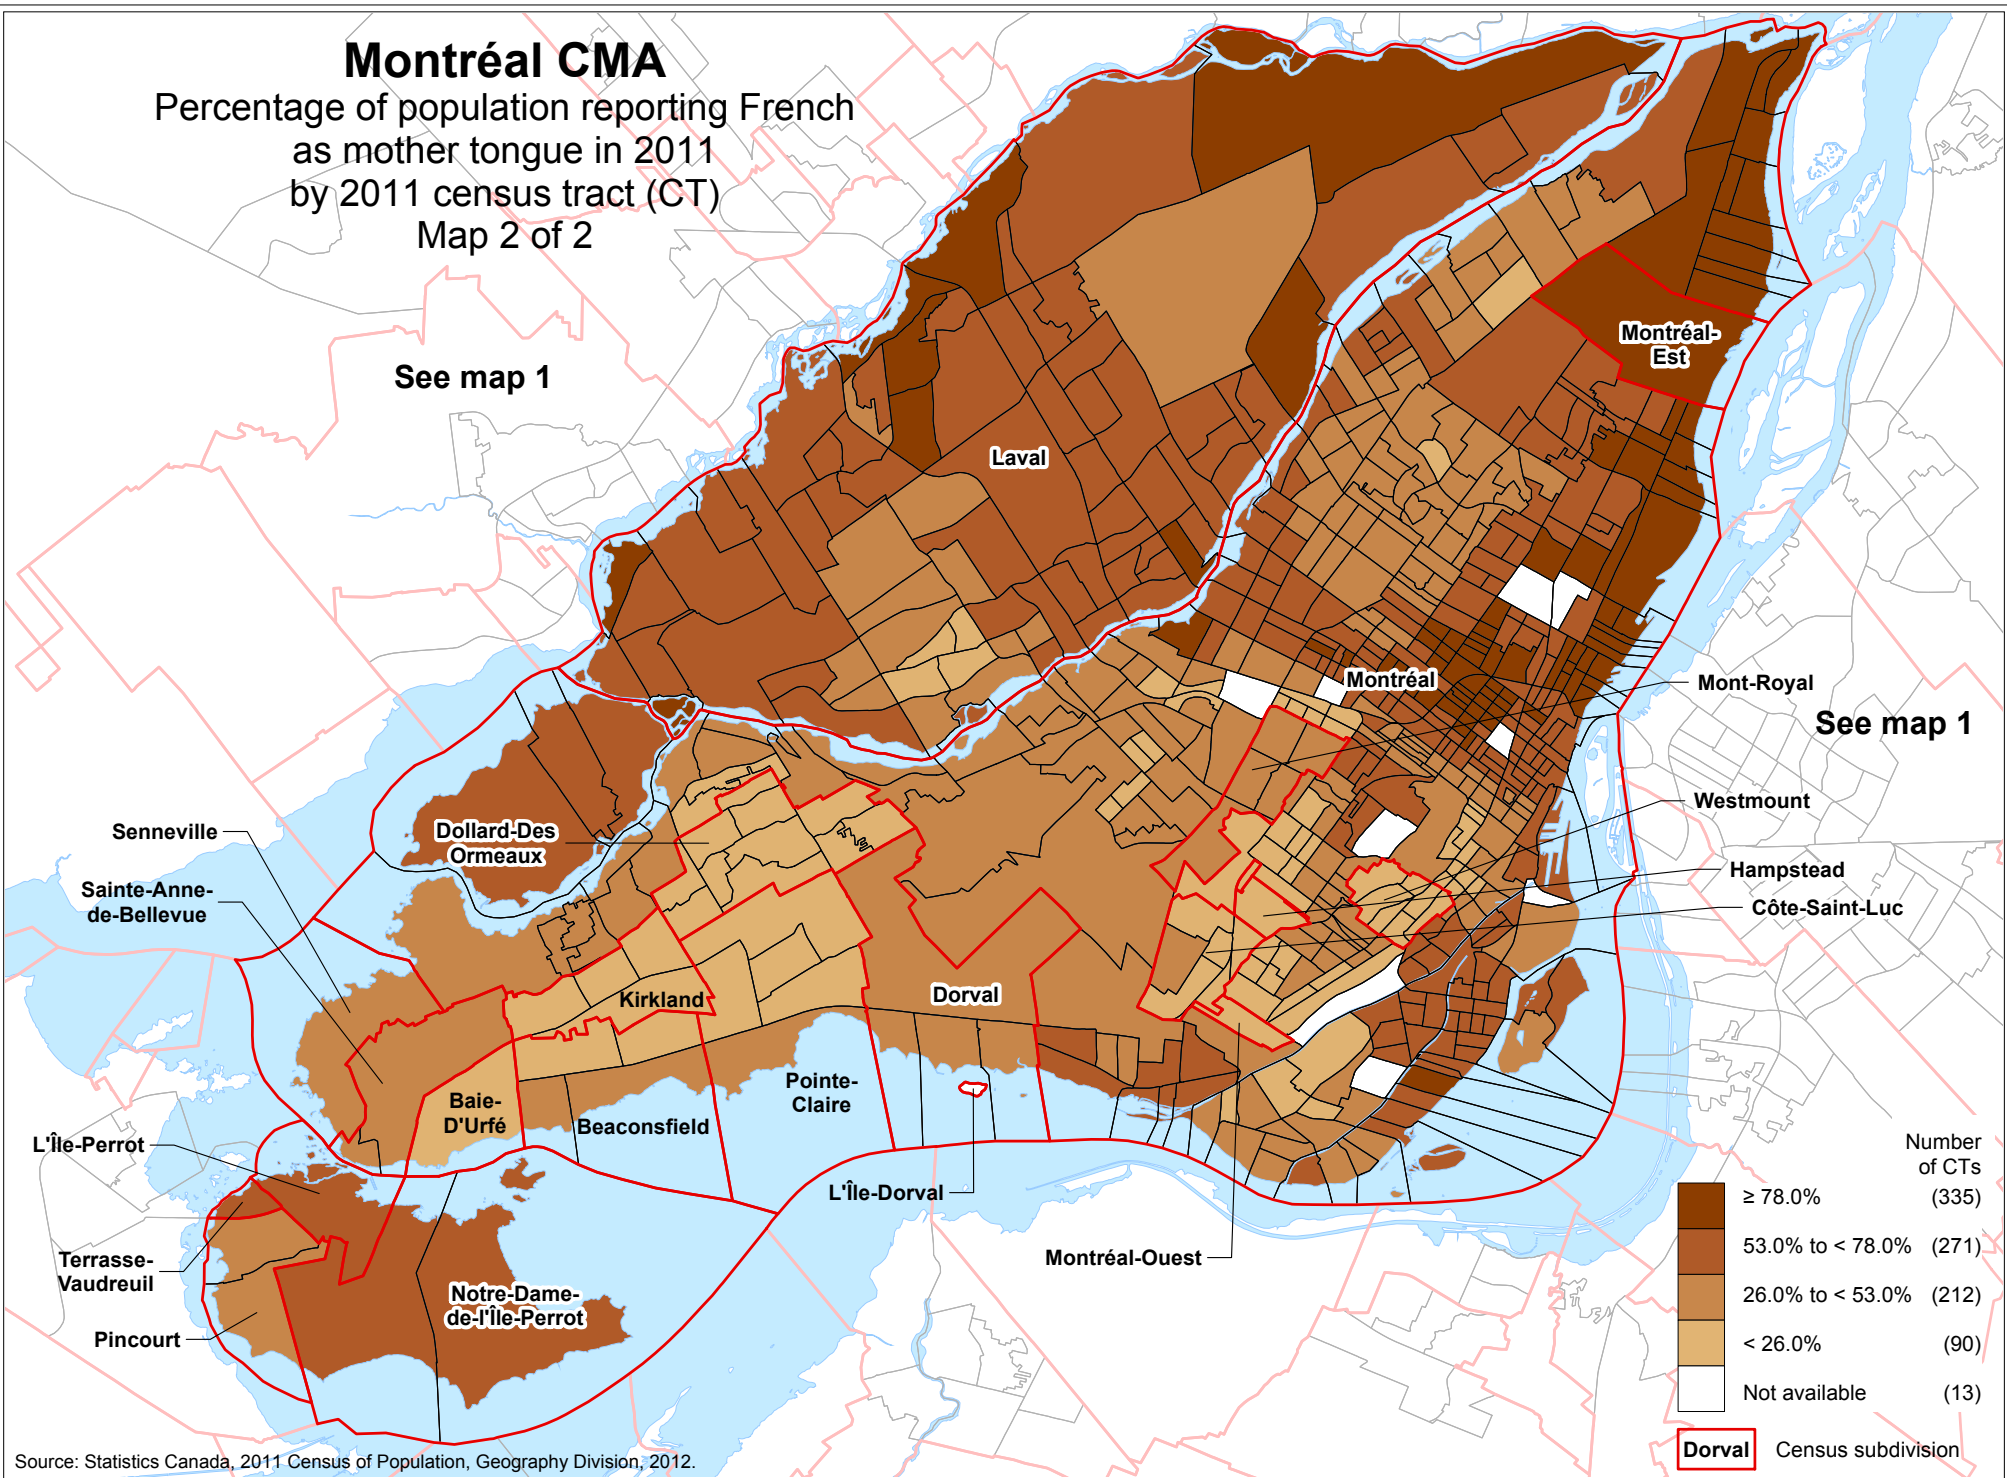 Montréal CMA
Percentage of population reporting French
as mother tongue in 2011
by 2011 census tract (CT)
Map 2 of 2
See map 1
Montréal-
Est
Laval
Montréal
Mont-Royal
See map 1
Westmount
Hampstead
Côte-Saint-Luc
Senneville
Dollard-Des
Ormeaux
Sainte-Anne-
de-Bellevue
Kirkland
Dorval
Baie-
D'Urfé
Beaconsfield
Pointe-
Claire
L'Île-Perrot
L'Île-Dorval
Montréal-Ouest
Terrasse-
Vaudreuil
Notre-Dame-
de-l'Île-Perrot
Pincourt
Number
of CTs
≥ 78.0% (335)
53.0% to < 78.0% (271)
26.0% to < 53.0% (212)
< 26.0% (90)
Not available (13)
Dorval Census subdivision
Source: Statistics Canada, 2011 Census of Population, Geography Division, 2012.